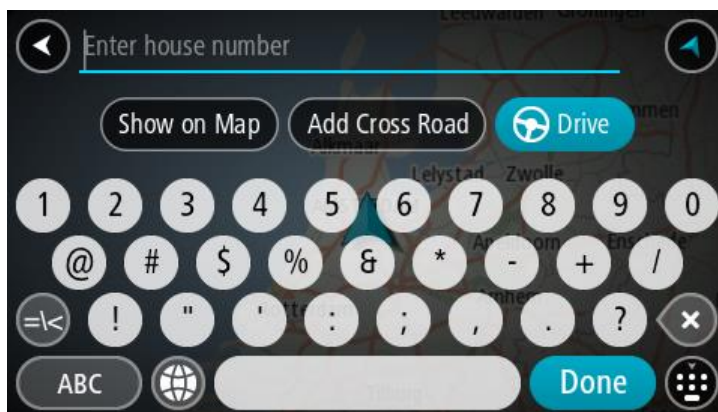 Leeuwarden Groningen
Enter house number
Show on Map Add Cross Road Drive
Alkmaar
Lelystad Zwolle
1 2 3 4 5 6 7 8 9 0
@ # $ % & * - + /
Arnhem
=\< ! " ' : ; , . ?
ABC Done
Tilburg